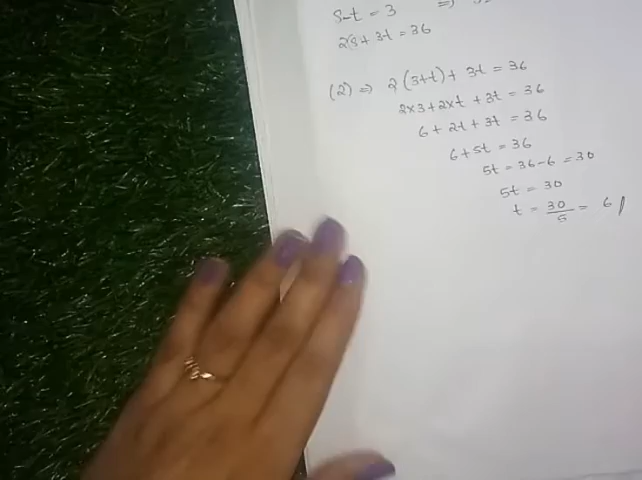 s-t = 3 ⇒
2s + 3t = 36
(2) ⇒ 2(3+t) + 3t = 36
2×3 + 2×t + 3t = 36
6 + 2t + 3t = 36
6 + 5t = 36
5t = 36-6 = 30
5t = 30
t = 30/5 = 6